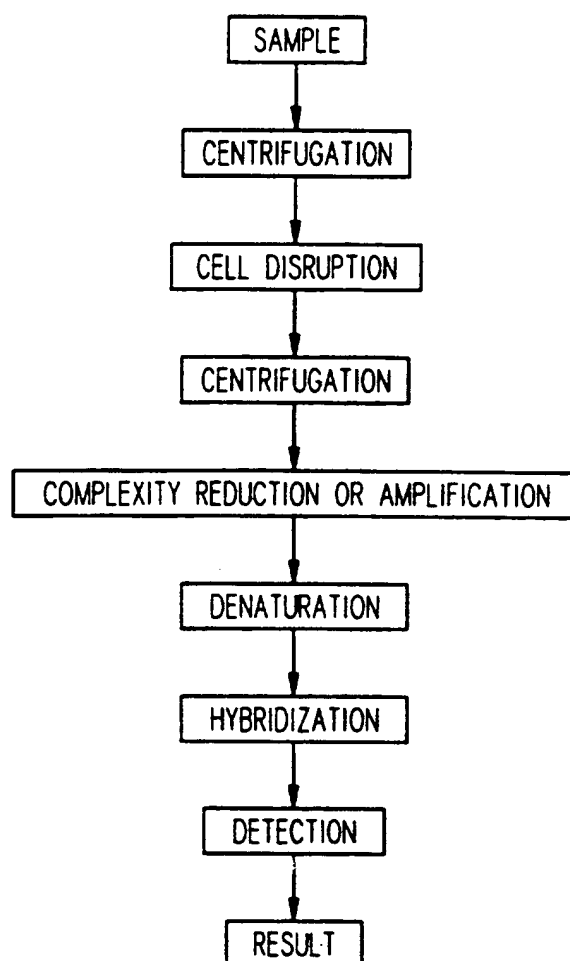 SAMPLE
CENTRIFUGATION
CELL DISRUPTION
CENTRIFUGATION
COMPLEXITY REDUCTION OR AMPLIFICATION
DENATURATION
HYBRIDIZATION
DETECTION
RESULT